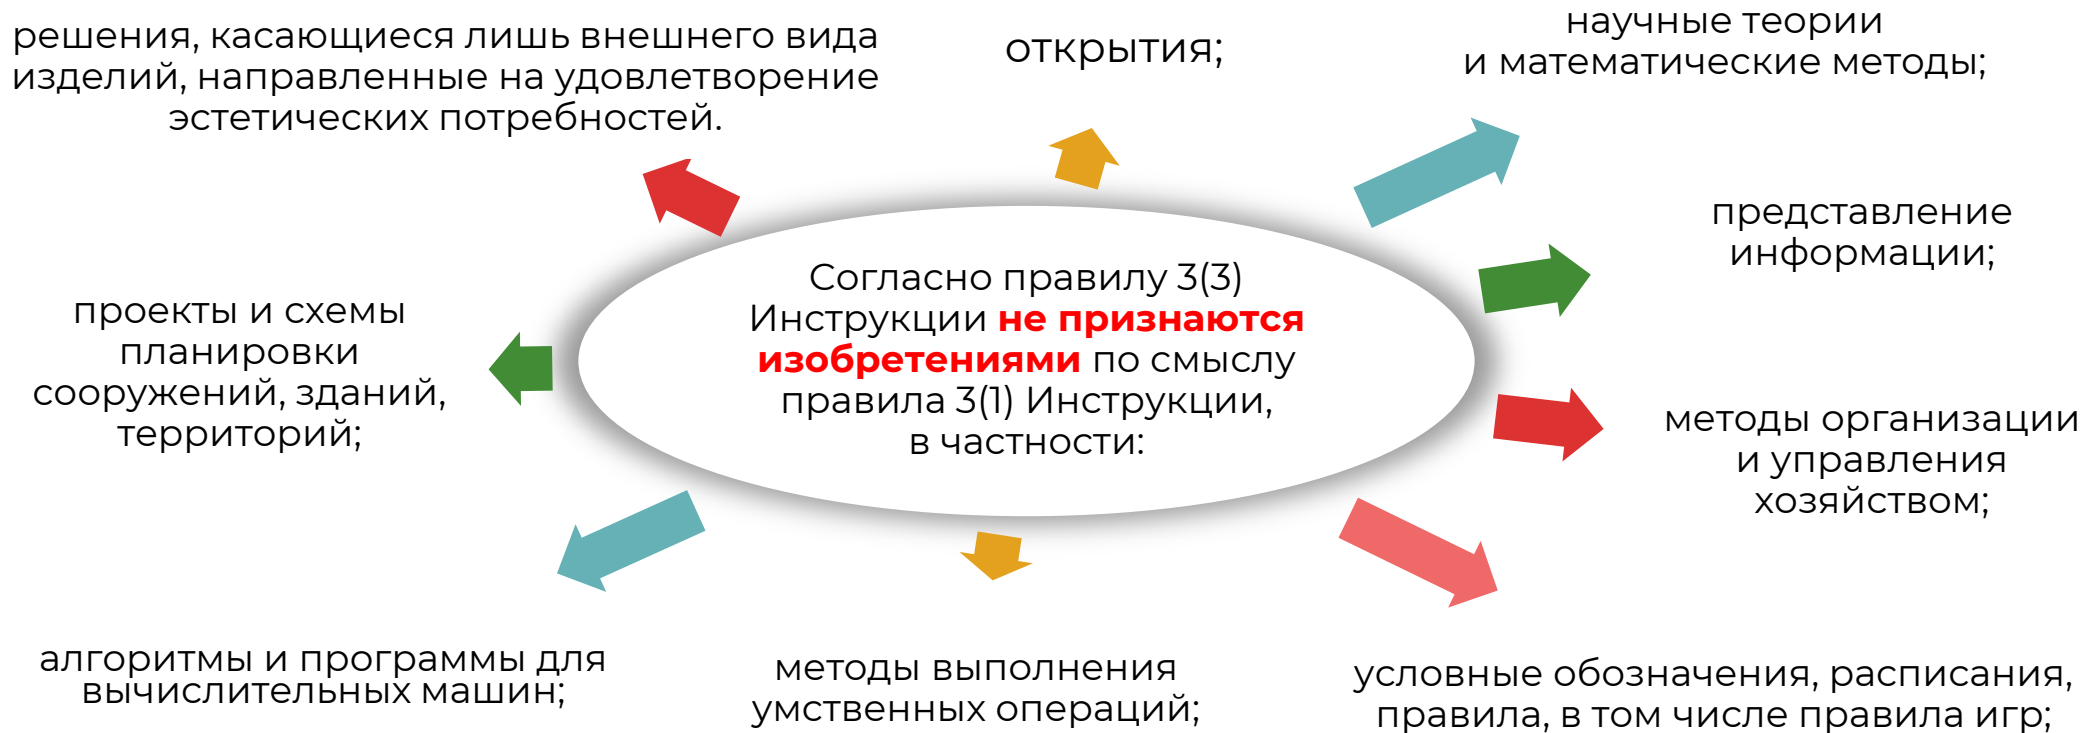 решения, касающиеся лишь внешнего вида
изделий, направленные на удовлетворение
эстетических потребностей.
открытия;
научные теории
и математические методы;
представление
информации;
Согласно правилу 3(3)
Инструкции не признаются
изобретениями по смыслу
правила 3(1) Инструкции,
в частности:
проекты и схемы
планировки
сооружений, зданий,
территорий;
методы организации
и управления
хозяйством;
алгоритмы и программы для
вычислительных машин;
методы выполнения
умственных операций;
условные обозначения, расписания,
правила, в том числе правила игр;